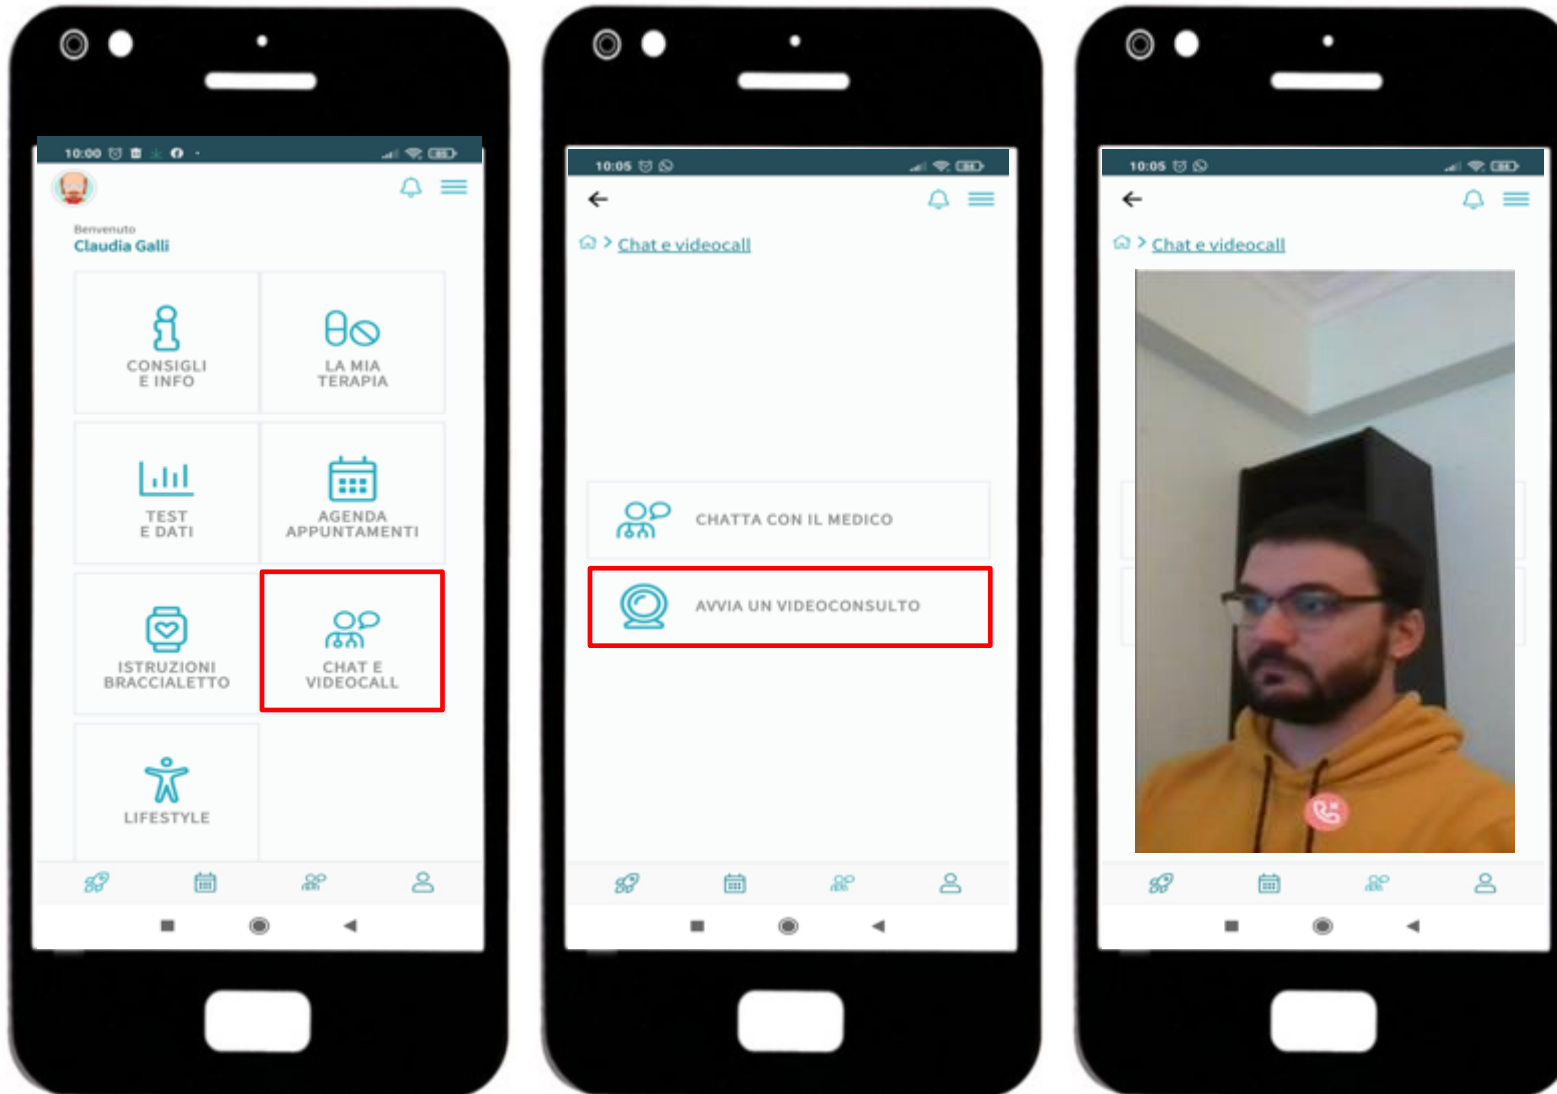 10:00
Benvenuto
Claudia Galli
CONSIGLI
E INFO
LA MIA
TERAPIA
TEST
E DATI
AGENDA
APPUNTAMENTI
ISTRUZIONI
BRACCIALETTO
CHAT E
VIDEOCALL
LIFESTYLE
10:05
Chat e videocall
CHATTA CON IL MEDICO
AVVIA UN VIDEOCONSULTO
10:05
Chat e videocall